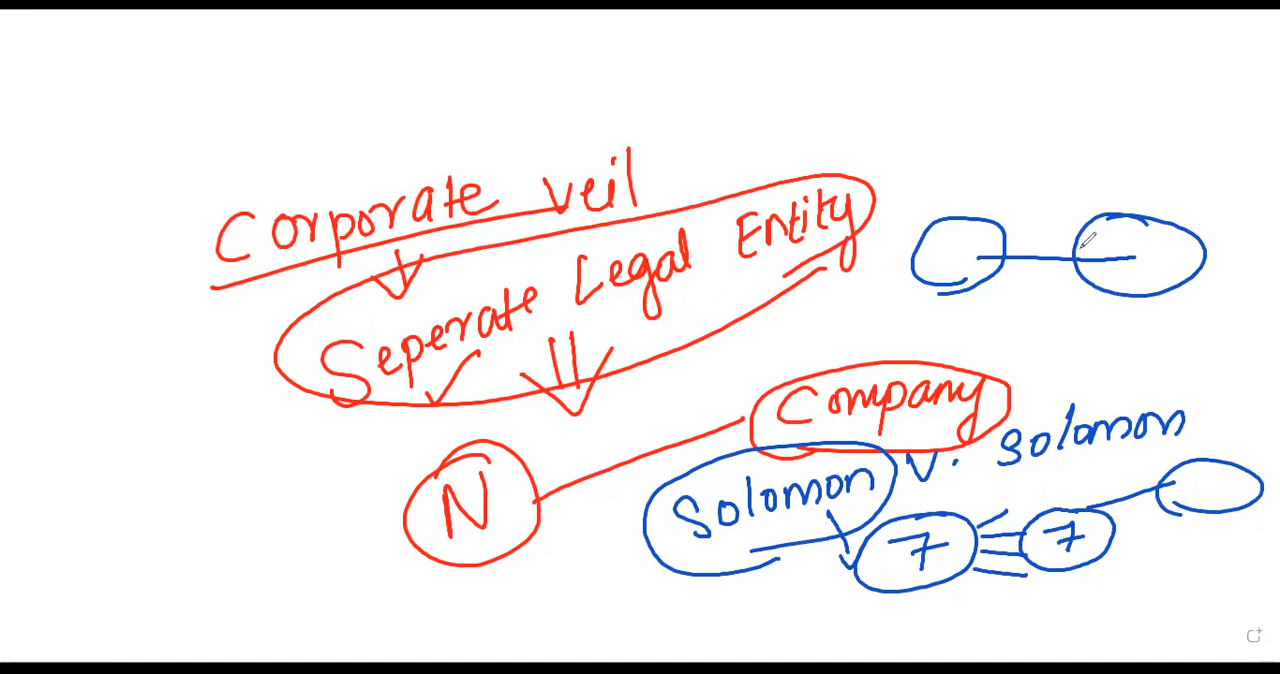 Corporate Veil
Seperate Legal Entity
Company
N
Solomon V. Solomon
7 7